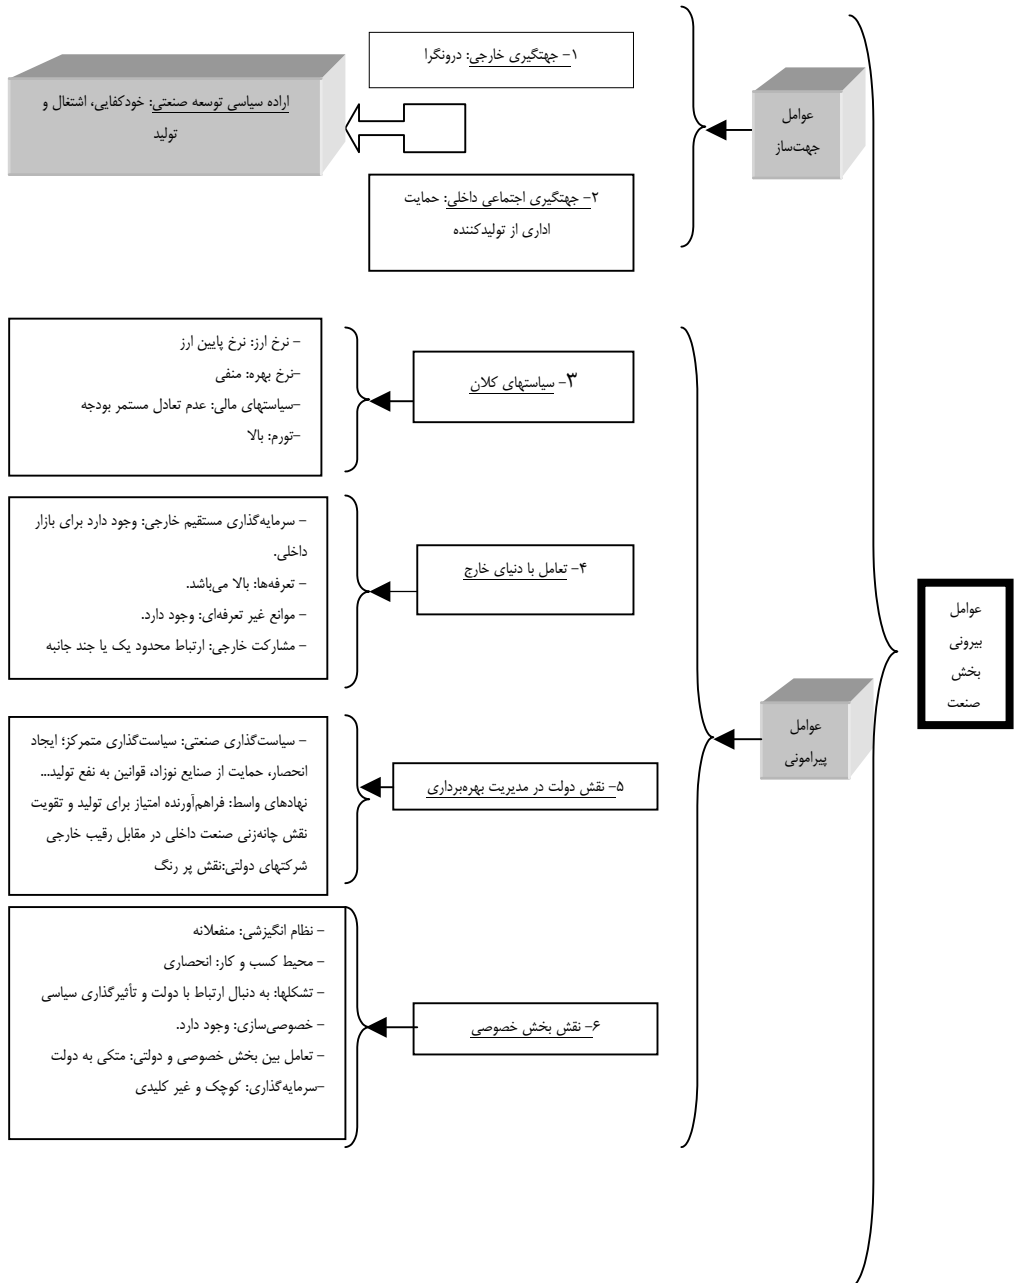 عوامل
بیرونی
بخش
صنعت
عوامل
جهت‌ساز
۱- جهتگیری خارجی: درونگرا
۲- جهتگیری اجتماعی داخلی: حمایت
اداری از تولیدکننده
اراده سیاسی توسعه صنعتی: خودکفایی، اشتغال و
تولید
عوامل
پیرامونی
۳- سیاستهای کلان
- نرخ ارز: نرخ پایین ارز
-نرخ بهره: منفی
-سیاستهای مالی: عدم تعادل مستمر بودجه
-تورم: بالا
۴- تعامل با دنیای خارج
- سرمایه‌گذاری مستقیم خارجی: وجود دارد برای بازار
داخلی.
- تعرفه‌ها: بالا می‌باشد.
- موانع غیر تعرفه‌ای: وجود دارد.
- مشارکت خارجی: ارتباط محدود یک یا جند جانبه
۵- نقش دولت در مدیریت بهره‌برداری
- سیاست‌گذاری صنعتی: سیاست‌گذاری متمرکز؛ ایجاد
انحصار، حمایت از صنایع نوزاد، قوانین به نفع تولید...
نهادهای واسط: فراهم‌آورنده امتیاز برای تولید و تقویت
نقش چانه‌زنی صنعت داخلی در مقابل رقیب خارجی
شرکتهای دولتی:نقش پر رنگ
۶- نقش بخش خصوصی
- نظام انگیزشی: منفعلانه
- محیط کسب و کار: انحصاری
- تشکلها: به دنبال ارتباط با دولت و تأثیرگذاری سیاسی
- خصوصی‌سازی: وجود دارد.
- تعامل بین بخش خصوصی و دولتی: متکی به دولت
-سرمایه‌گذاری: کوچک و غیر کلیدی